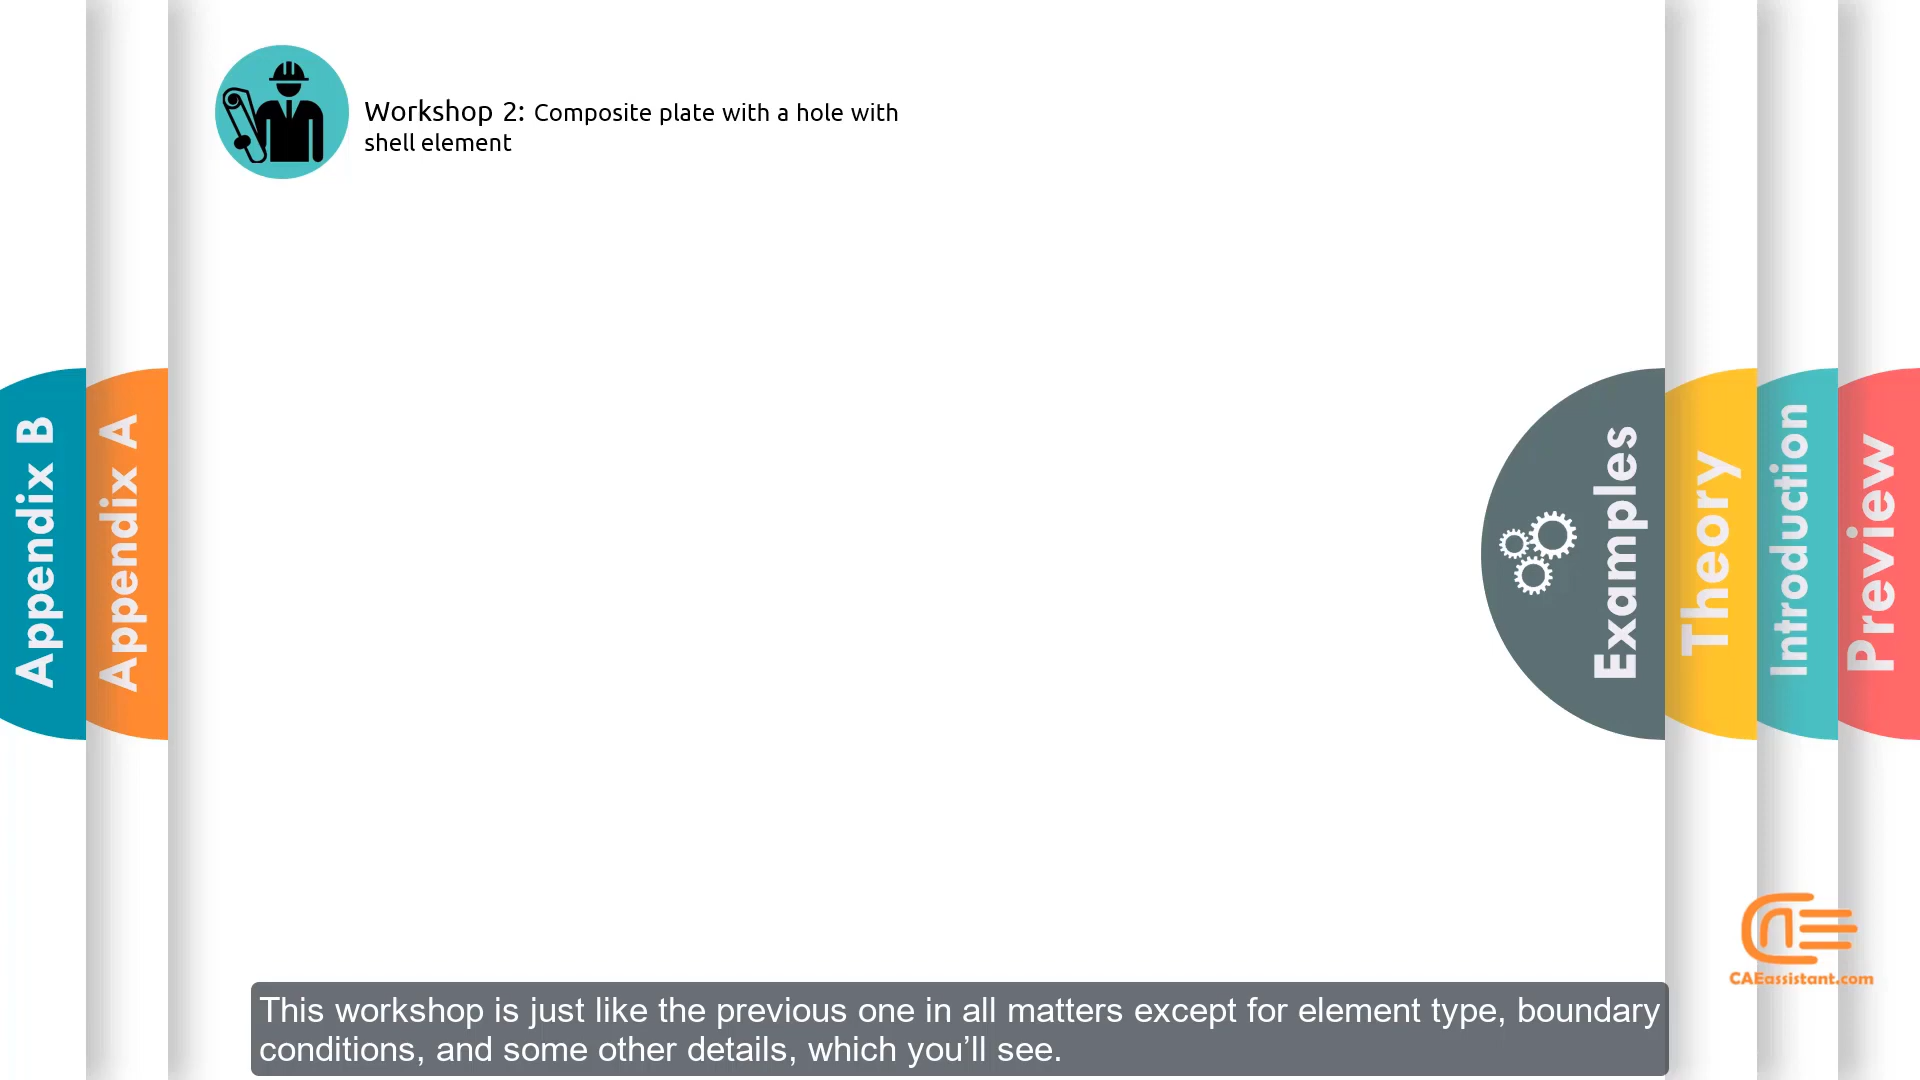 Workshop 2: Composite plate with a hole with
shell element
Appendix B
Appendix A
Examples
Theory
Introduction
Preview
CAEassistant.com
This workshop is just like the previous one in all matters except for element type, boundary
conditions, and some other details, which you’ll see.